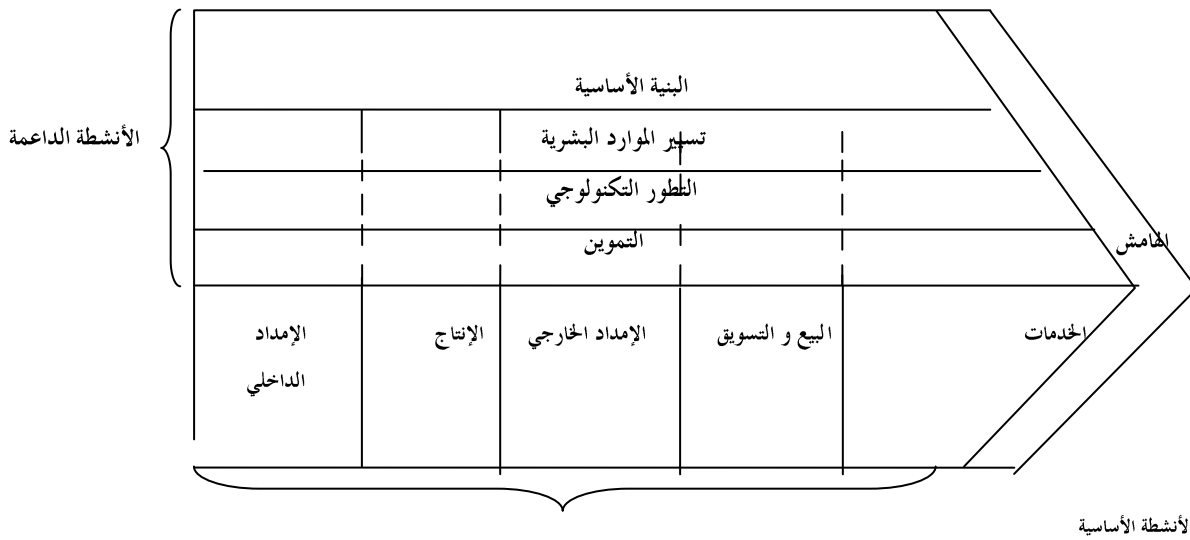 البنية الأساسية
تسيير الموارد البشرية
الأنشطة الداعمة
التطور التكنولوجي
التموين
الهامش
الإمداد الداخلي
الإنتاج
الإمداد الخارجي
البيع و التسويق
الخدمات
لأنشطة الأساسية